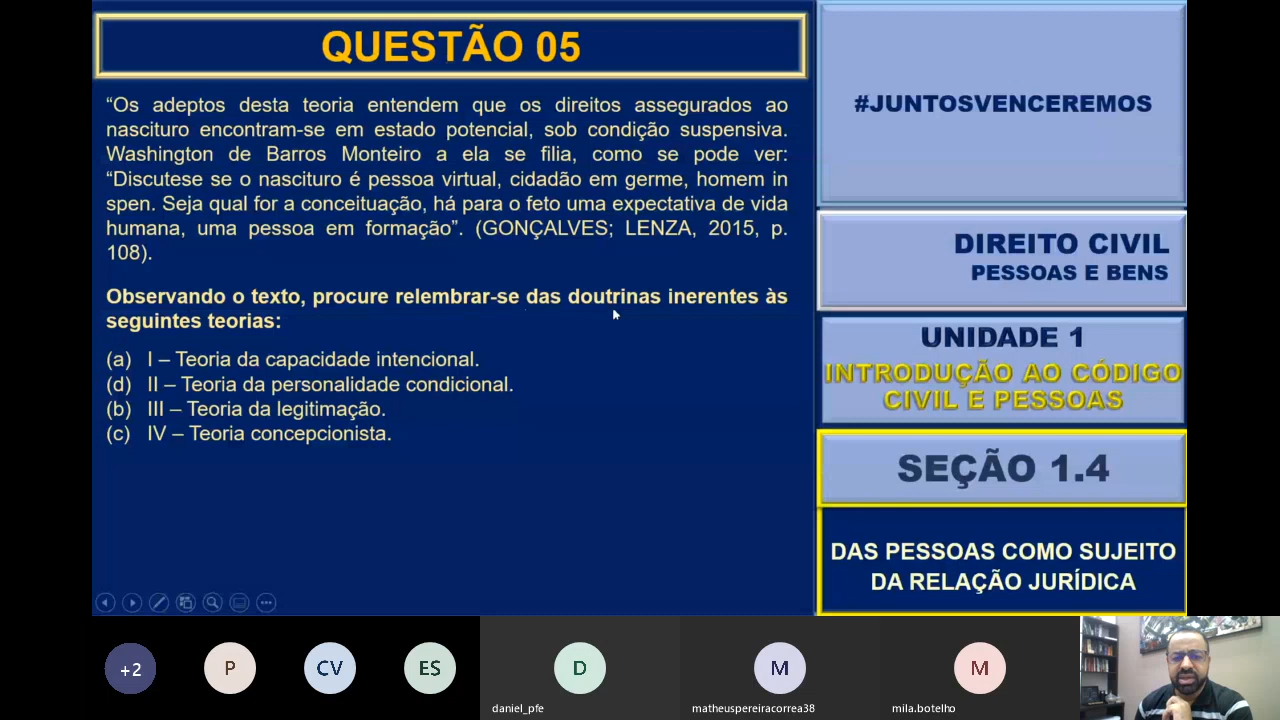 QUESTÃO 05
“Os adeptos desta teoria entendem que os direitos assegurados ao
nascituro encontram-se em estado potencial, sob condição suspensiva.
Washington de Barros Monteiro a ela se filia, como se pode ver:
“Discutese se o nascituro é pessoa virtual, cidadão em germe, homem in
spen. Seja qual for a conceituação, há para o feto uma expectativa de vida
humana, uma pessoa em formação”. (GONÇALVES; LENZA, 2015, p.
108).
Observando o texto, procure relembrar-se das doutrinas inerentes às
seguintes teorias:
(a) I – Teoria da capacidade intencional.
(d) II – Teoria da personalidade condicional.
(b) III – Teoria da legitimação.
(c) IV – Teoria concepcionista.
#JUNTOSVENCEREMOS
DIREITO CIVIL
PESSOAS E BENS
UNIDADE 1
INTRODUÇÃO AO CÓDIGO
CIVIL E PESSOAS
SEÇÃO 1.4
DAS PESSOAS COMO SUJEITO
DA RELAÇÃO JURÍDICA
+2
P
CV
ES
D
M
M
daniel_pfe
matheuspereiracorrea38
mila.botelho